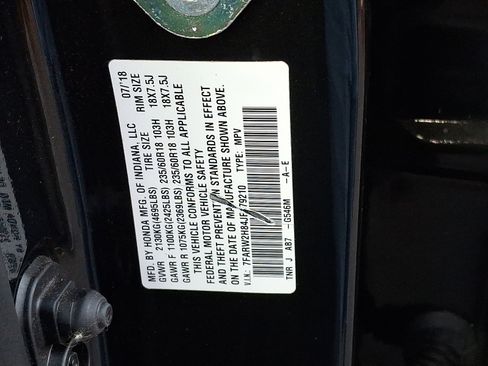 MFD. BY HONDA MFG. OF INDIANA, LLC 07/18
TIRE SIZE RIM SIZE
GVWR 2130KG(4695LBS)
GAWR F 1100KG(2425LBS) 235/60R18 103H 18X7.5J
GAWR R 1075KG(2369LBS) 235/60R18 103H 18X7.5J
THIS VEHICLE CONFORMS TO ALL APPLICABLE
FEDERAL MOTOR VEHICLE SAFETY
AND THEFT PREVENTION STANDARDS IN EFFECT
ON THE DATE OF MANUFACTURE SHOWN ABOVE.
V.I.N.: TYPE: MPV
TNR J AB7 -G546M -A-E